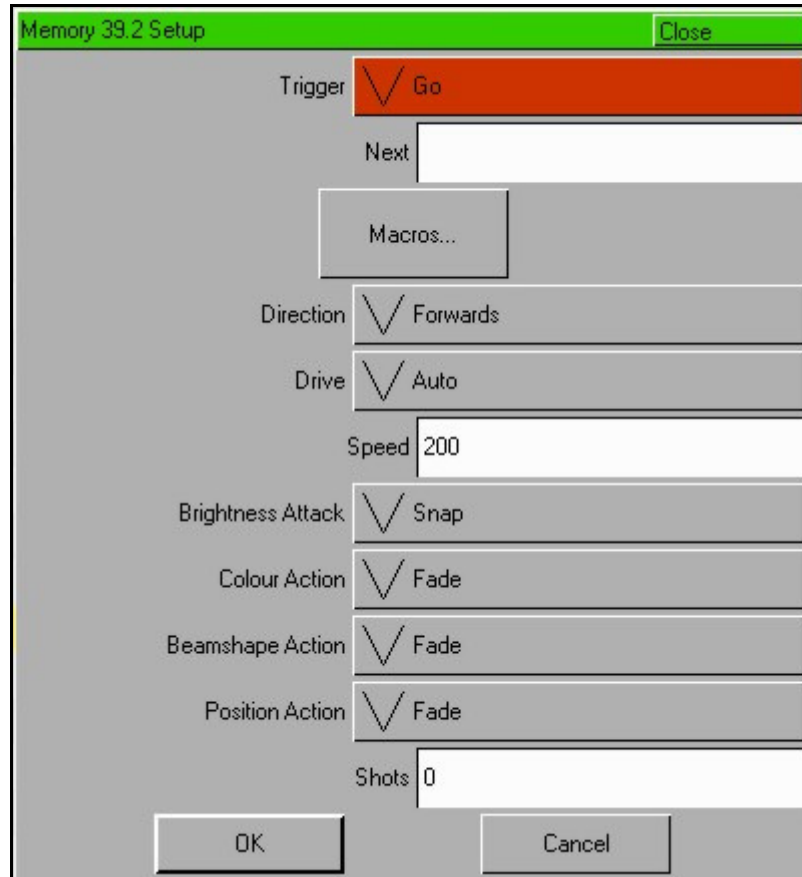 Memory 39.2 Setup Close
Trigger Go
Next
Macros...
Direction Forwards
Drive Auto
Speed 200
Brightness Attack Snap
Colour Action Fade
Beamshape Action Fade
Position Action Fade
Shots 0
OK Cancel